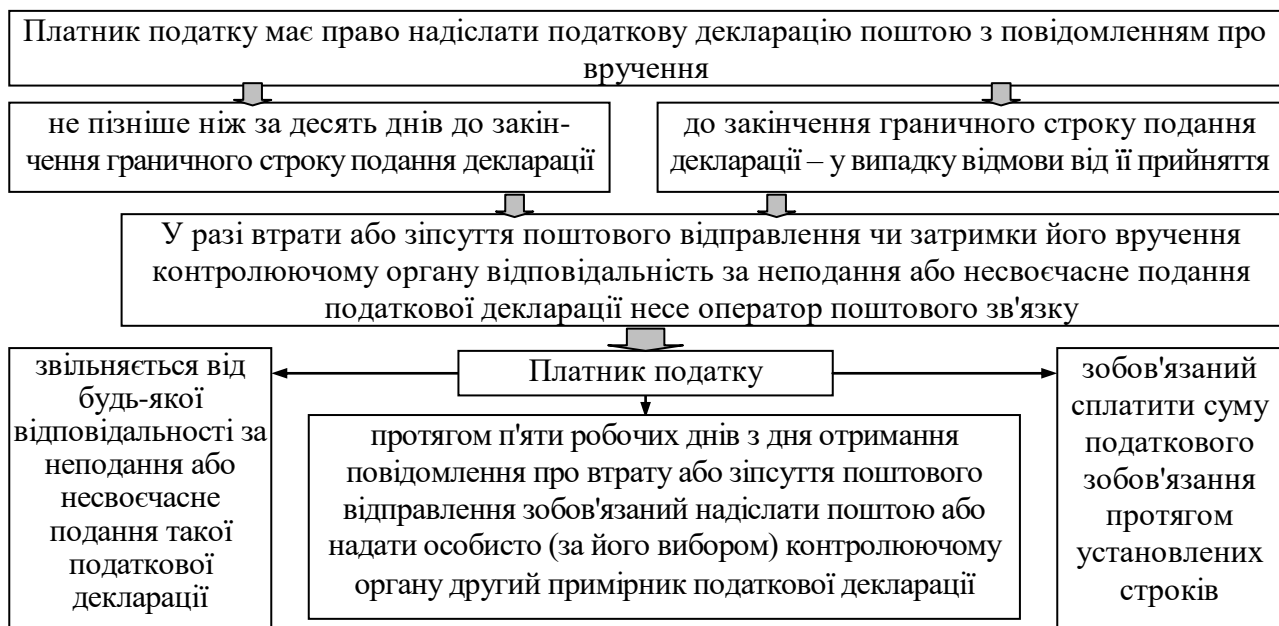 Платник податку має право надіслати податкову декларацію поштою з повідомленням про
вручення
не пізніше ніж за десять днів до закін-
чення граничного строку подання декларації
до закінчення граничного строку подання
декларації – у випадку відмови від її прийняття
У разі втрати або зіпсуття поштового відправлення чи затримки його вручення
контролюючому органу відповідальність за неподання або несвоєчасне подання
податкової декларації несе оператор поштового зв'язку
Платник податку
звільняється від
будь-якої
відповідальності за
неподання або
несвоєчасне
подання такої
податкової
декларації
протягом п'яти робочих днів з дня отримання
повідомлення про втрату або зіпсуття поштового
відправлення зобов'язаний надіслати поштою або
надати особисто (за його вибором) контролюючому
органу другий примірник податкової декларації
зобов'язаний
сплатити суму
податкового
зобов'язання
протягом
установлених
строків